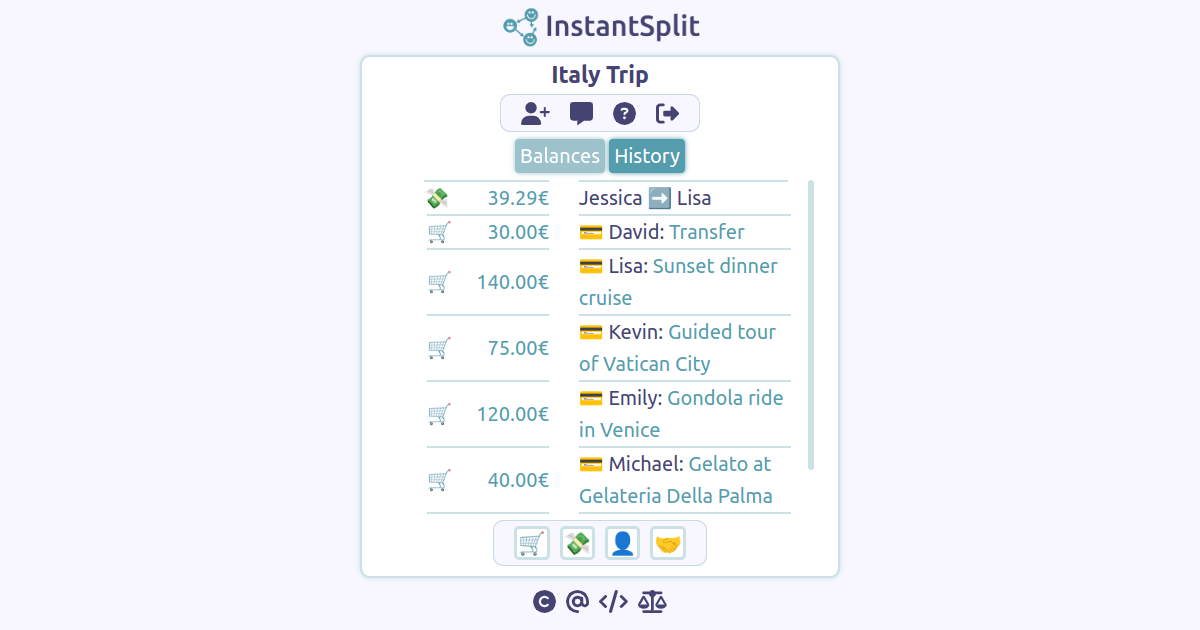 InstantSplit
Italy Trip
Balances History
39.29€ Jessica ➡️ Lisa
30.00€ David: Transfer
140.00€ Lisa: Sunset dinner
cruise
75.00€ Kevin: Guided tour
of Vatican City
120.00€ Emily: Gondola ride
in Venice
40.00€ Michael: Gelato at
Gelateria Della Palma